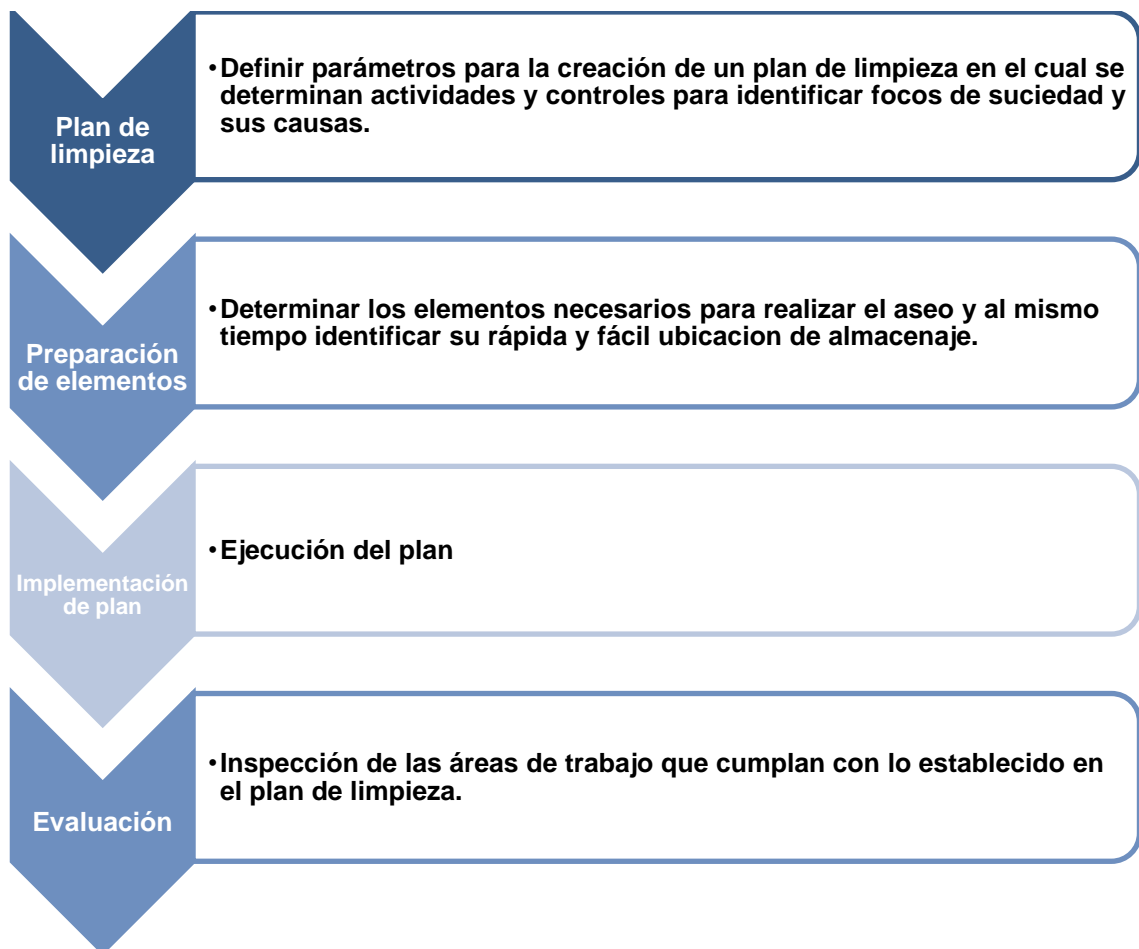 Plan de
limpieza
•Definir parámetros para la creación de un plan de limpieza en el cual se
determinan actividades y controles para identificar focos de suciedad y
sus causas.
Preparación
de elementos
•Determinar los elementos necesarios para realizar el aseo y al mismo
tiempo identificar su rápida y fácil ubicacion de almacenaje.
Implementación
de plan
•Ejecución del plan
Evaluación
•Inspección de las áreas de trabajo que cumplan con lo establecido en
el plan de limpieza.